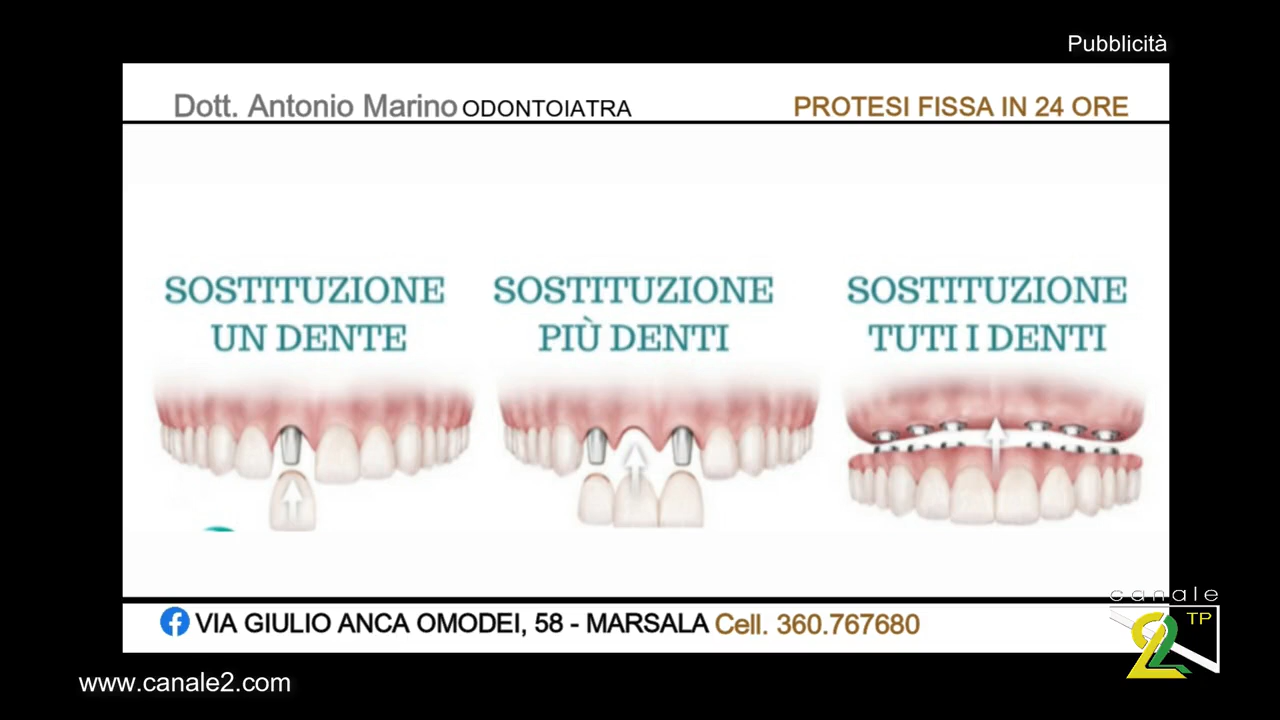 Pubblicità
Dott. Antonio Marino ODONTOIATRA
PROTESI FISSA IN 24 ORE
SOSTITUZIONE
UN DENTE
SOSTITUZIONE
PIÙ DENTI
SOSTITUZIONE
TUTI I DENTI
VIA GIULIO ANCA OMODEI, 58 - MARSALA Cell. 360.767680
canale
2 TP
www.canale2.com